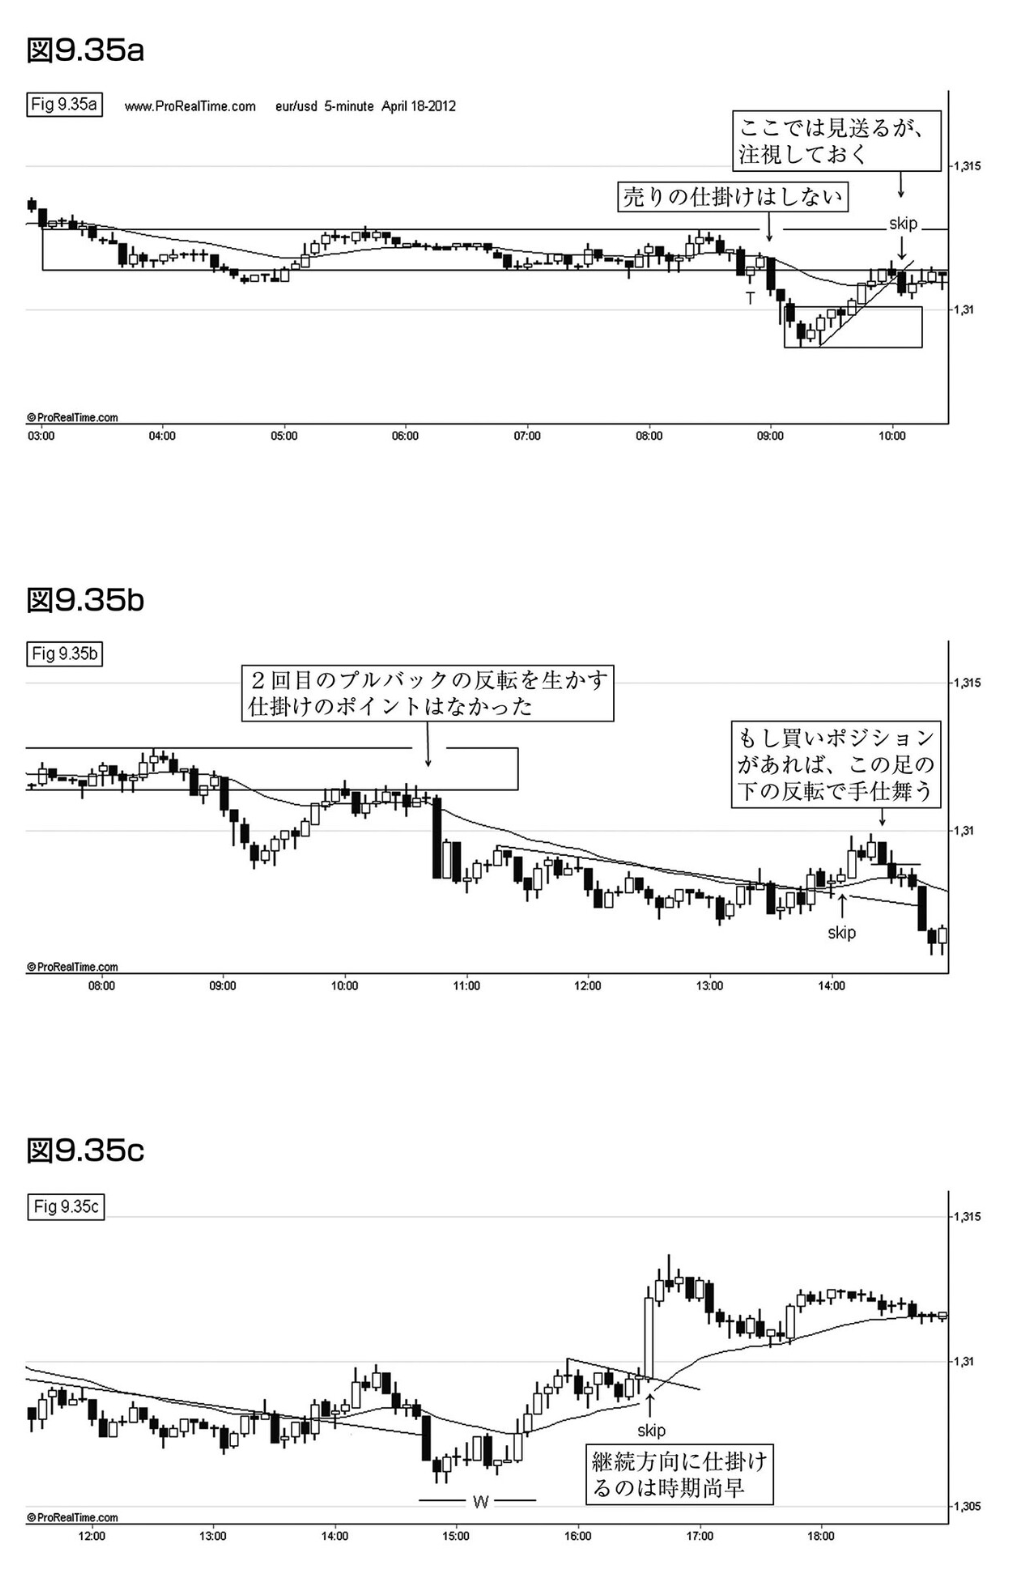 図9.35a
Fig 9.35a www.ProRealTime.com eur/usd 5-minute April 18-2012
ここでは見送るが、
注視しておく
1,315
売りの仕掛けはしない
skip
T
1,31
©ProRealTime.com
03:00 04:00 05:00 06:00 07:00 08:00 09:00 10:00
図9.35b
Fig 9.35b
２回目のプルバックの反転を生かす
仕掛けのポイントはなかった
1,315
もし買いポジション
があれば、この足の
下の反転で手仕舞う
1,31
skip
©ProRealTime.com
08:00 09:00 10:00 11:00 12:00 13:00 14:00
図9.35c
Fig 9.35c
1,315
1,31
skip
継続方向に仕掛け
るのは時期尚早
W
1,305
©ProRealTime.com
12:00 13:00 14:00 15:00 16:00 17:00 18:00